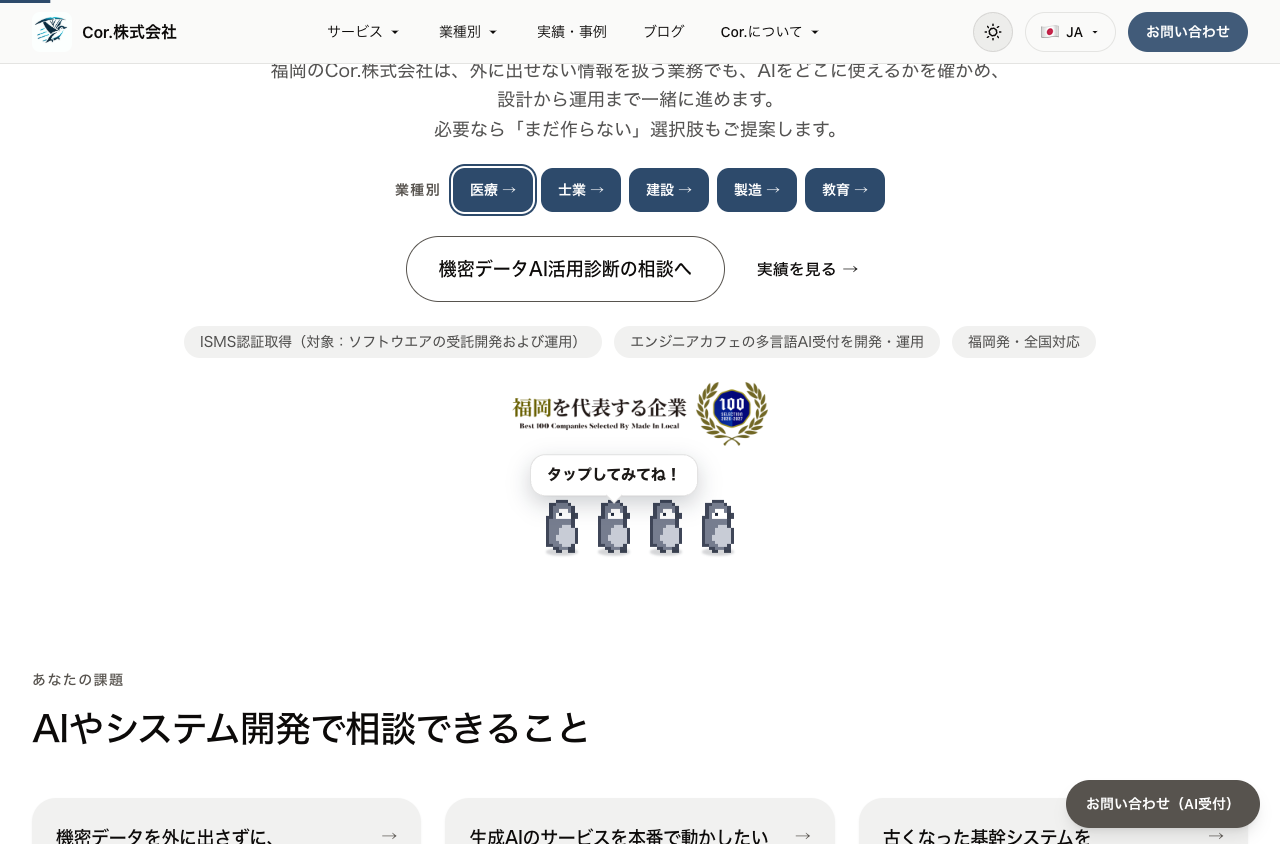 Cor.株式会社
サービス
業種別
実績・事例
ブログ
Cor.について
JA
お問い合わせ
福岡のCor.株式会社は、外に出せない情報を扱う業務でも、AIをどこに使えるかを確かめ、
設計から運用まで一緒に進めます。
必要なら「まだ作らない」選択肢もご提案します。
業種別
医療 →
士業 →
建設 →
製造 →
教育 →
機密データAI活用診断の相談へ
実績を見る →
ISMS認証取得（対象：ソフトウエアの受託開発および運用）
エンジニアカフェの多言語AI受付を開発・運用
福岡発・全国対応
福岡を代表する企業
Best 100 Companies Selected By Made In Local
100
SELECTION
タップしてみてね！
あなたの課題
AIやシステム開発で相談できること
機密データを外に出さずに、
→
生成AIのサービスを本番で動かしたい
→
古くなった基幹システムを
→
お問い合わせ（AI受付）